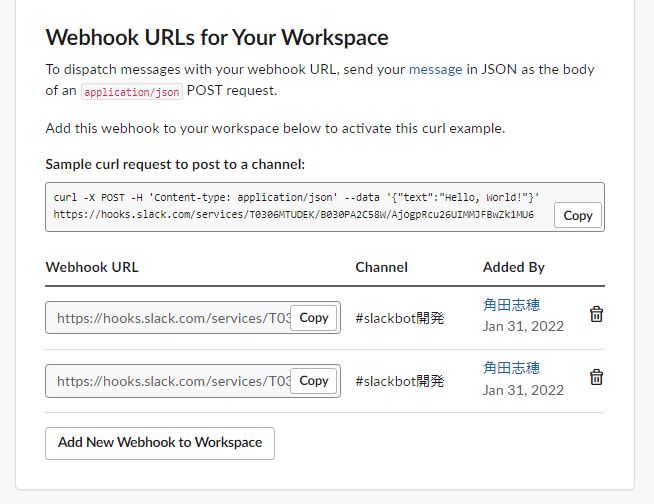 Webhook URLs for Your Workspace
To dispatch messages with your webhook URL, send your message in JSON as the body
of an application/json POST request.
Add this webhook to your workspace below to activate this curl example.
Sample curl request to post to a channel:
curl -X POST -H 'Content-type: application/json' --data '{"text":"Hello, World!"}'
https://hooks.slack.com/services/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
Copy
Webhook URL Channel Added By
https://hooks.slack.com/services/T03 Copy #slackbot開発 角田志穂
Jan 31, 2022
https://hooks.slack.com/services/T03 Copy #slackbot開発 角田志穂
Jan 31, 2022
Add New Webhook to Workspace